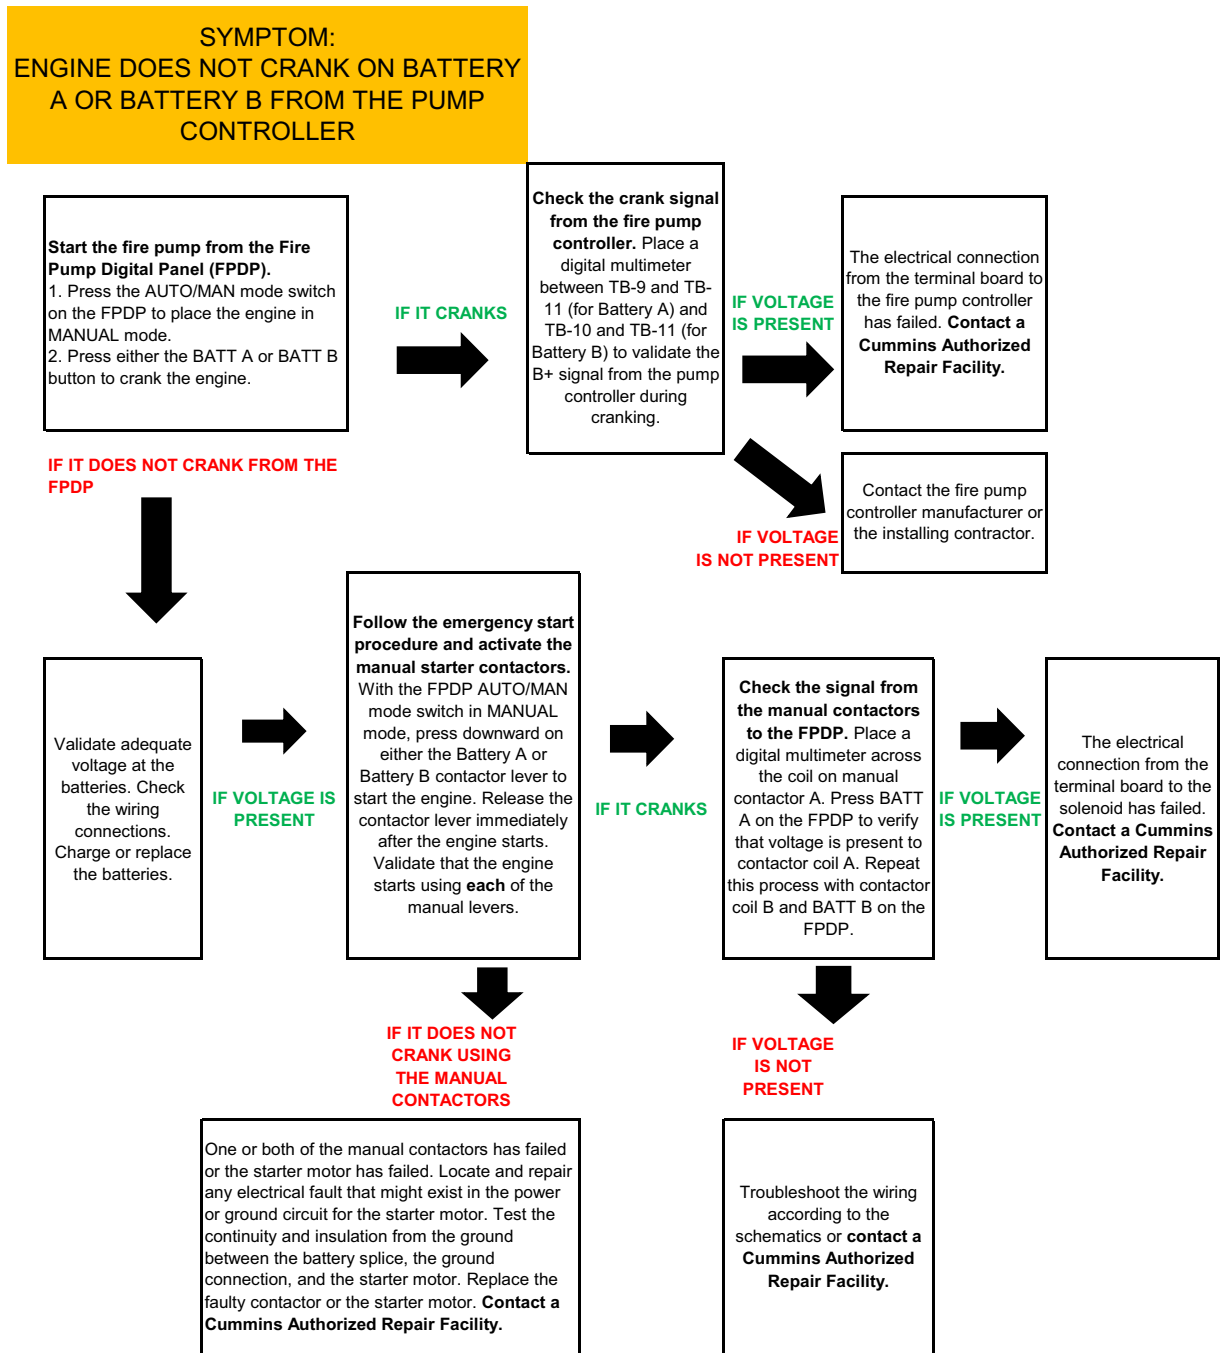 SYMPTOM:
ENGINE DOES NOT CRANK ON BATTERY
A OR BATTERY B FROM THE PUMP
CONTROLLER
Start the fire pump from the Fire
Pump Digital Panel (FPDP).
1. Press the AUTO/MAN mode switch
on the FPDP to place the engine in
MANUAL mode.
2. Press either the BATT A or BATT B
button to crank the engine.
IF IT CRANKS
Check the crank signal
from the fire pump
controller. Place a
digital multimeter
between TB-9 and TB-
11 (for Battery A) and
TB-10 and TB-11 (for
Battery B) to validate the
B+ signal from the pump
controller during
cranking.
IF VOLTAGE
IS PRESENT
The electrical connection
from the terminal board to
the fire pump controller
has failed. Contact a
Cummins Authorized
Repair Facility.
IF VOLTAGE
IS NOT PRESENT
Contact the fire pump
controller manufacturer or
the installing contractor.
IF IT DOES NOT CRANK FROM THE
FPDP
Validate adequate
voltage at the
batteries. Check
the wiring
connections.
Charge or replace
the batteries.
IF VOLTAGE IS
PRESENT
Follow the emergency start
procedure and activate the
manual starter contactors.
With the FPDP AUTO/MAN
mode switch in MANUAL
mode, press downward on
either the Battery A or
Battery B contactor lever to
start the engine. Release the
contactor lever immediately
after the engine starts.
Validate that the engine
starts using each of the
manual levers.
IF IT CRANKS
Check the signal from
the manual contactors
to the FPDP. Place a
digital multimeter across
the coil on manual
contactor A. Press BATT
A on the FPDP to verify
that voltage is present to
contactor coil A. Repeat
this process with contactor
coil B and BATT B on the
FPDP.
IF VOLTAGE
IS PRESENT
The electrical
connection from the
terminal board to the
solenoid has failed.
Contact a Cummins
Authorized Repair
Facility.
IF IT DOES NOT
CRANK USING
THE MANUAL
CONTACTORS
One or both of the manual contactors has failed
or the starter motor has failed. Locate and repair
any electrical fault that might exist in the power
or ground circuit for the starter motor. Test the
continuity and insulation from the ground
between the battery splice, the ground
connection, and the starter motor. Replace the
faulty contactor or the starter motor. Contact a
Cummins Authorized Repair Facility.
IF VOLTAGE
IS NOT
PRESENT
Troubleshoot the wiring
according to the
schematics or contact a
Cummins Authorized
Repair Facility.